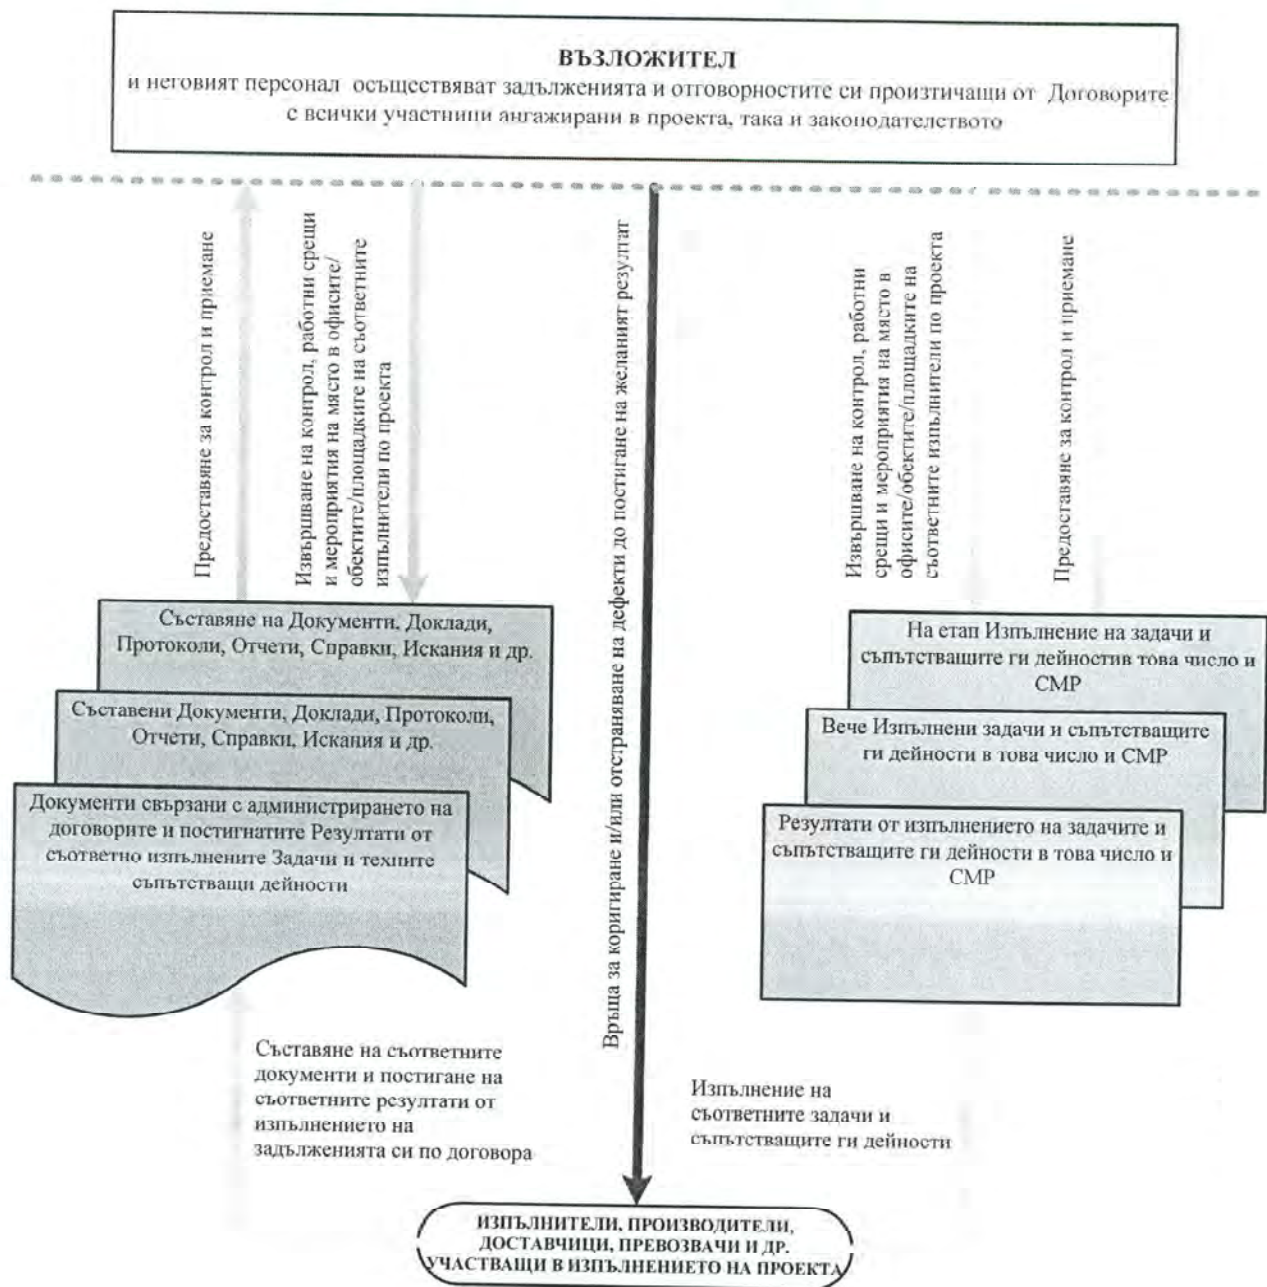 ВЪЗЛОЖИТЕЛ
и неговият персонал осъществяват задълженията и отговорностите си произтичащи от Договорите
с всички участници ангажирани в проекта, така и законодателството
Предоставяне за контрол и приемане
Извършване на контрол, работни срещи
и мероприятия на място в офисите/
обектите/площадките на съответните
изпълнители по проекта
Връща за коригиране и/или отстраняване на дефекти до постигане на желаният резултат
Извършване на контрол, работни
срещи и мероприятия на място в
офисите/обектите/площадките на
съответните изпълнители по проекта
Предоставяне за контрол и приемане
Съставяне на Документи, Доклади,
Протоколи, Отчети, Справки, Искания и др.
Съставени Документи, Доклади, Протоколи,
Отчети, Справки, Искания и др.
Документи свързани с администрирането на
договорите и постигнатите Резултати от
съответно изпълнените Задачи и техните
съпътстващи дейности
На етап Изпълнение на задачи и
съпътстващите ги дейностив това число и
СМР
Вече Изпълнени задачи и съпътстващите
ги дейности в това число и СМР
Резултати от изпълнението на задачите и
съпътстващите ги дейности в това число и
СМР
Съставяне на съответните
документи и постигане на
съответните резултати от
изпълнението на
задълженията си по договора
Изпълнение на
съответните задачи и
съпътстващите ги дейности
ИЗПЪЛНИТЕЛИ, ПРОИЗВОДИТЕЛИ,
ДОСТАВЧИЦИ, ПРЕВОЗВАЧИ И ДР.
УЧАСТВАЩИ В ИЗПЪЛНЕНИЕТО НА ПРОЕКТА